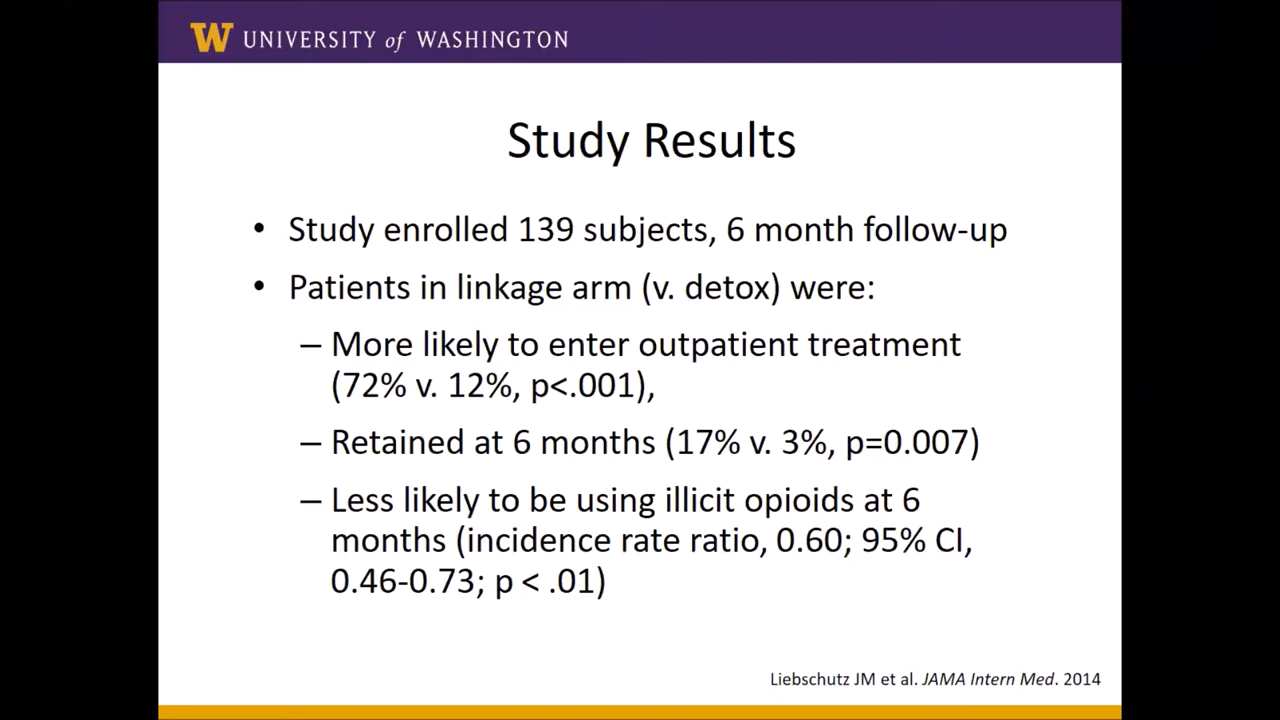 W UNIVERSITY of WASHINGTON
Study Results
• Study enrolled 139 subjects, 6 month follow-up
• Patients in linkage arm (v. detox) were:
– More likely to enter outpatient treatment
(72% v. 12%, p<.001),
– Retained at 6 months (17% v. 3%, p=0.007)
– Less likely to be using illicit opioids at 6
months (incidence rate ratio, 0.60; 95% CI,
0.46-0.73; p < .01)
Liebschutz JM et al. JAMA Intern Med. 2014